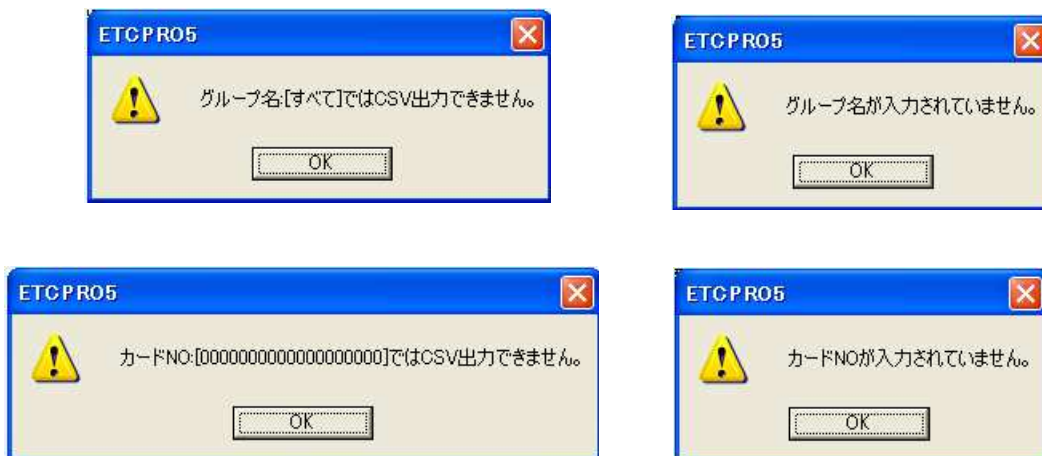 ETCPRO5
グループ名:[すべて]ではCSV出力できません。
OK
ETCPRO5
グループ名が入力されていません。
OK
ETCPRO5
カードNO:[0000000000000000000]ではCSV出力できません。
OK
ETCPRO5
カードNOが入力されていません。
OK